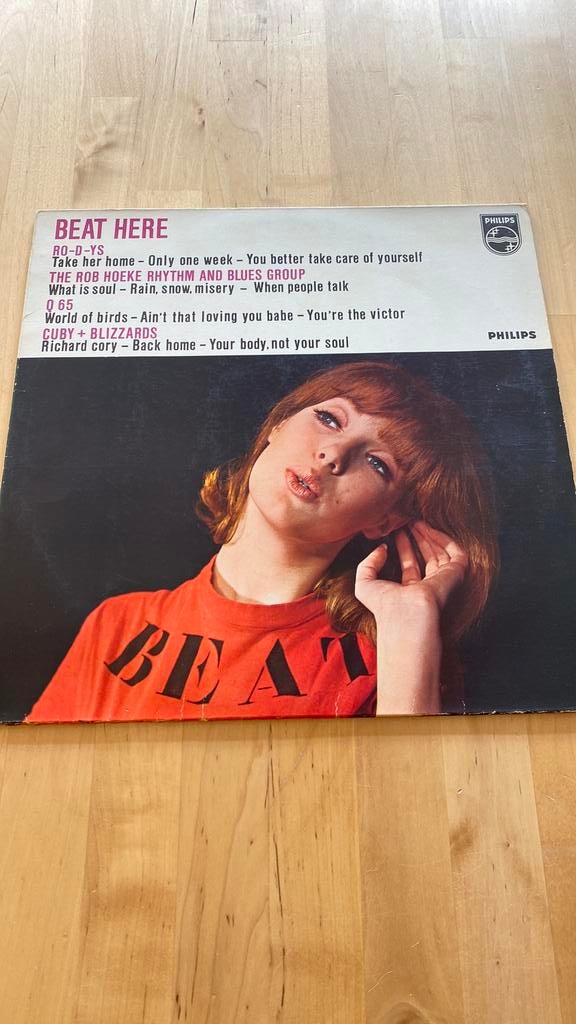 BEAT HERE
PHILIPS
RO-D-YS
Take her home – Only one week – You better take care of yourself
THE ROB HOEKE RHYTHM AND BLUES GROUP
What is soul – Rain, snow, misery – When people talk
Q 65
World of birds – Ain't that loving you babe – You're the victor
CUBY + BLIZZARDS
PHILIPS
Richard cory – Back home – Your body, not your soul
BEAT